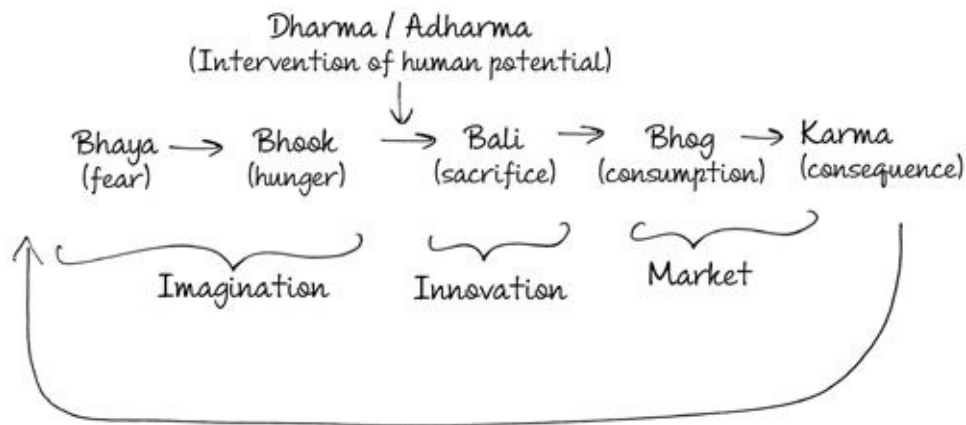 Dharma / Adharma
(Intervention of human potential)
Bhaya Bhook Bali Bhog Karma
(fear) (hunger) (sacrifice) (consumption) (consequence)
Imagination Innovation Market